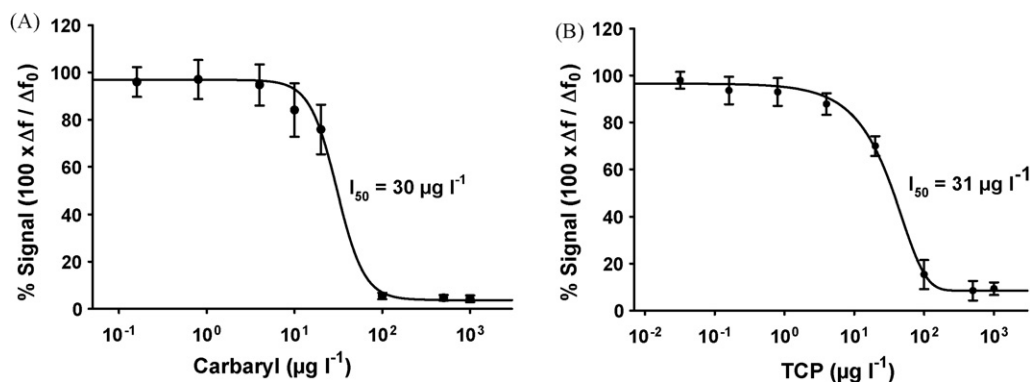 (A)
% Signal (100 x Δf / Δf₀)
120
100
80
60
40
20
0
I₅₀ = 30 µg l⁻¹
10⁻¹ 10⁰ 10¹ 10² 10³
Carbaryl (µg l⁻¹)
(B)
% Signal (100 x Δf / Δf₀)
120
100
80
60
40
20
0
I₅₀ = 31 µg l⁻¹
10⁻² 10⁻¹ 10⁰ 10¹ 10² 10³
TCP (µg l⁻¹)